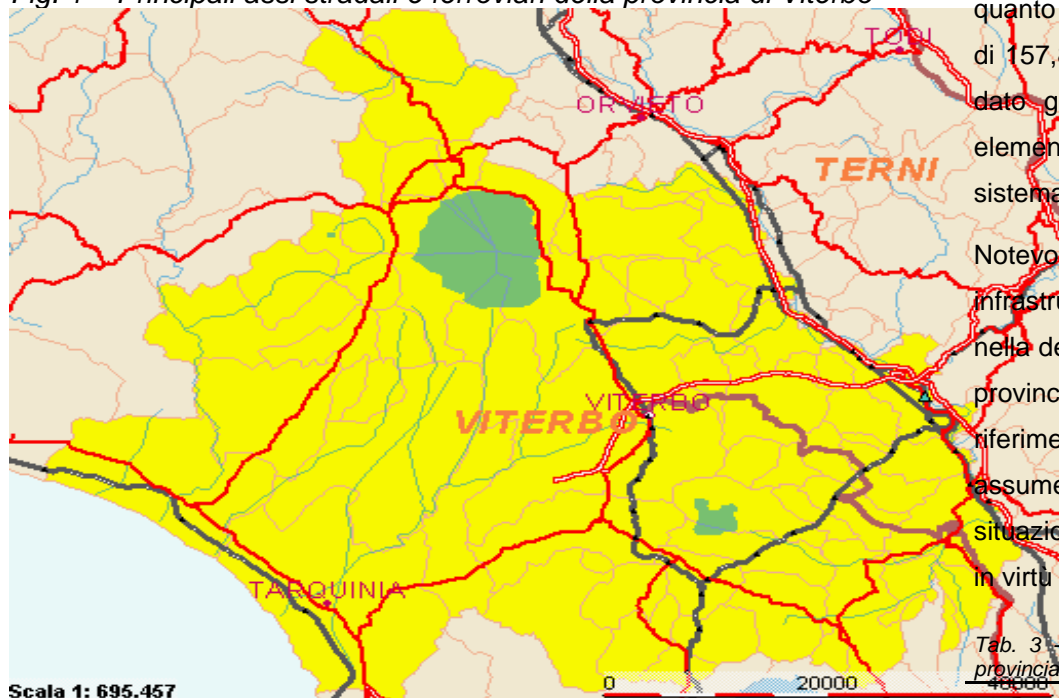 Fig. – Principali assi stradali e ferroviari della provincia di Viterbo
TODI
ORVIETO
TERNI
VITERBO
VITERBO
TARQUINIA
Scala 1: 695.457
0 20000 40000
quanto
di 157,
dato g
elemen
sistema
Notevo
infrastru
nella de
provinc
riferime
assume
situazio
in virtù
Tab. 3 -
provincia